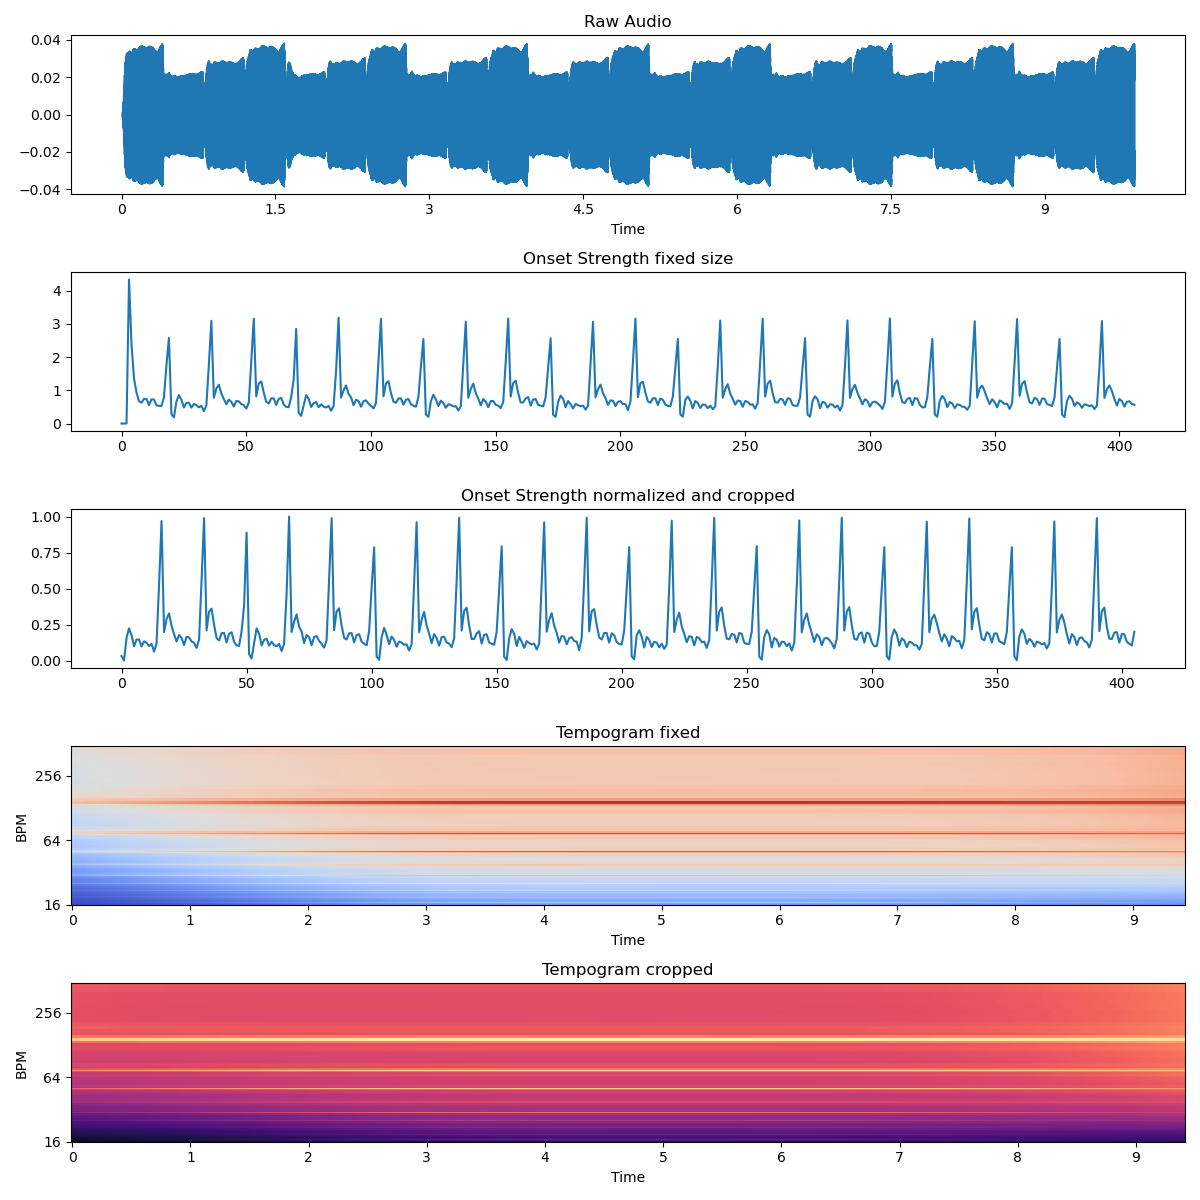 Raw Audio
0.04
0.02
0.00
−0.02
−0.04
0 1.5 3 4.5 6 7.5 9
Time
Onset Strength fixed size
4
3
2
1
0
0 50 100 150 200 250 300 350 400
Onset Strength normalized and cropped
1.00
0.75
0.50
0.25
0.00
0 50 100 150 200 250 300 350 400
Tempogram fixed
256
64
16
BPM
0 1 2 3 4 5 6 7 8 9
Time
Tempogram cropped
256
64
16
BPM
0 1 2 3 4 5 6 7 8 9
Time